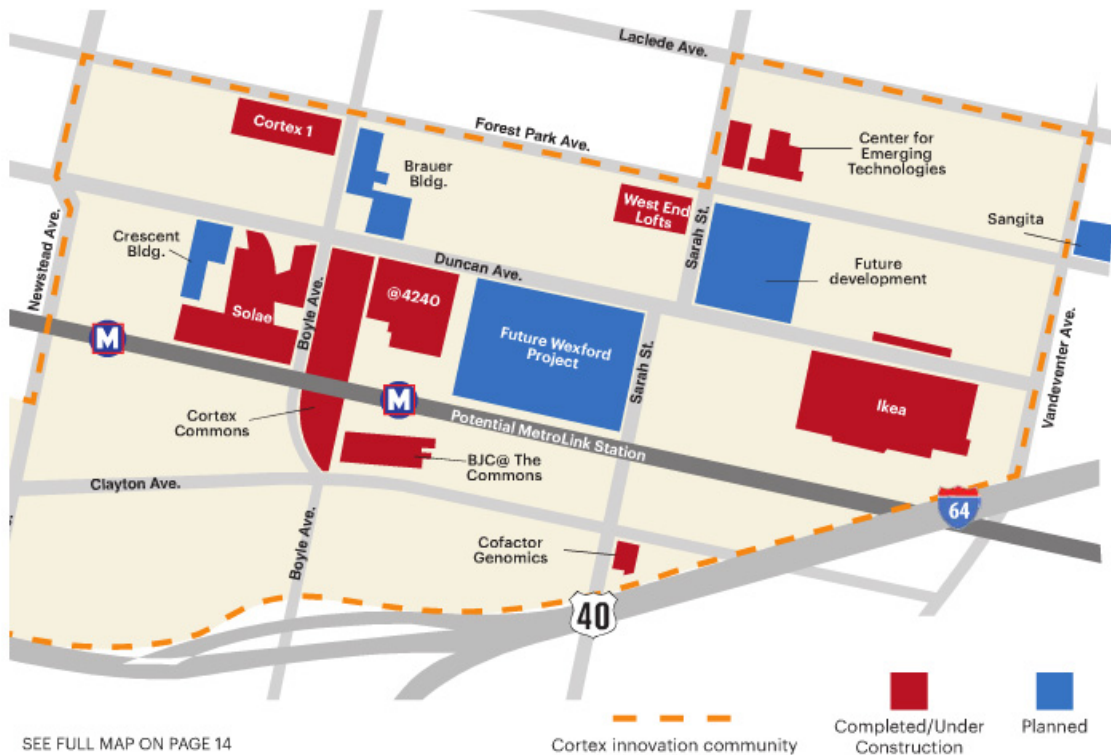 Laclede Ave.
Cortex 1
Forest Park Ave.
Center for
Emerging
Technologies
Brauer
Bldg.
West End
Lofts
Sarah St.
Sangita
Newstead Ave.
Crescent
Bldg.
Duncan Ave.
Future
development
@4240
Solae
Boyle Ave.
Future Wexford
Project
Sarah St.
Vandeventer Ave.
M
M
Ikea
Cortex
Commons
Potential MetroLink Station
BJC@ The
Commons
Clayton Ave.
64
Cofactor
Genomics
Boyle Ave.
40
SEE FULL MAP ON PAGE 14
Cortex innovation community
Completed/Under
Construction
Planned